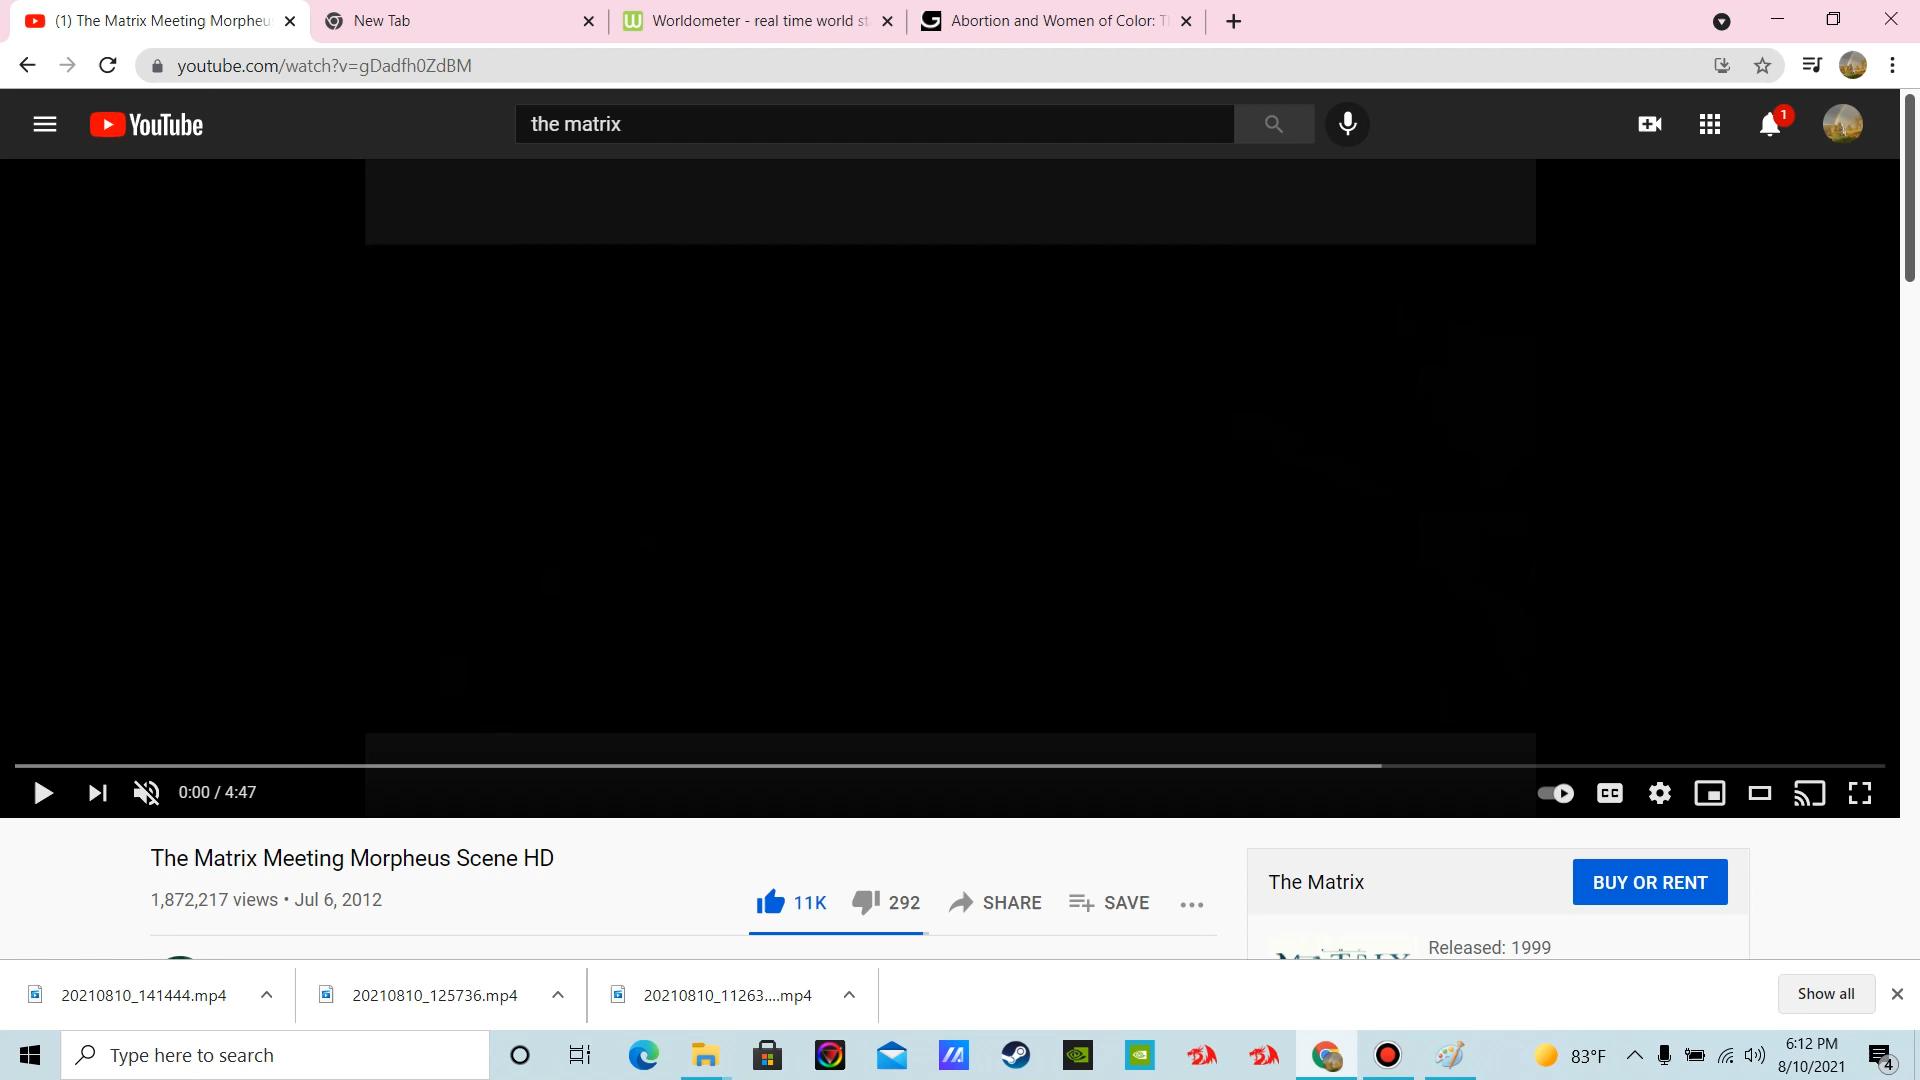 (1) The Matrix Meeting Morpheu
New Tab
Worldometer - real time world st
Abortion and Women of Color: T
youtube.com/watch?v=gDadfh0ZdBM
YouTube
the matrix
1
0:00 / 4:47
CC
The Matrix Meeting Morpheus Scene HD
1,872,217 views • Jul 6, 2012
11K
292
SHARE
SAVE
The Matrix
BUY OR RENT
Released: 1999
20210810_141444.mp4
20210810_125736.mp4
20210810_11263....mp4
Show all
Type here to search
83°F
6:12 PM
8/10/2021
4